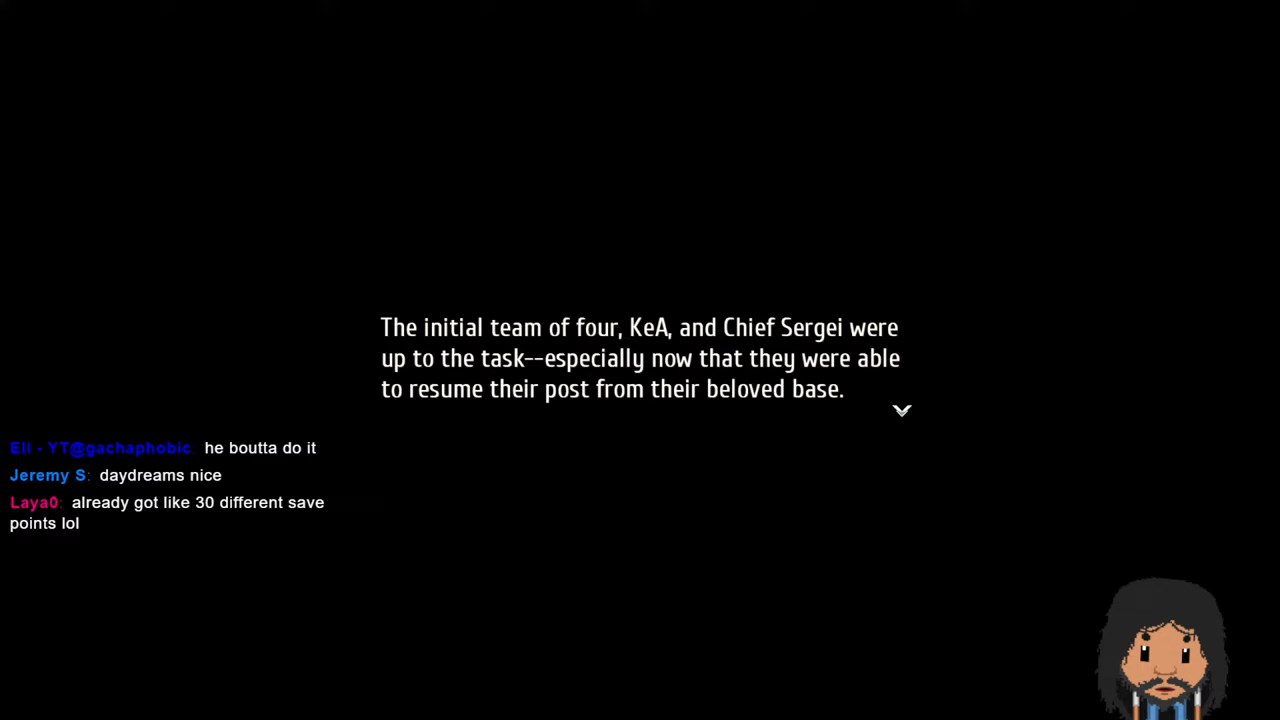 The initial team of four, KeA, and Chief Sergei were
up to the task--especially now that they were able
to resume their post from their beloved base.
Eli - YT@gachaphobic: he boutta do it
Jeremy S: daydreams nice
Laya0: already got like 30 different save
points lol